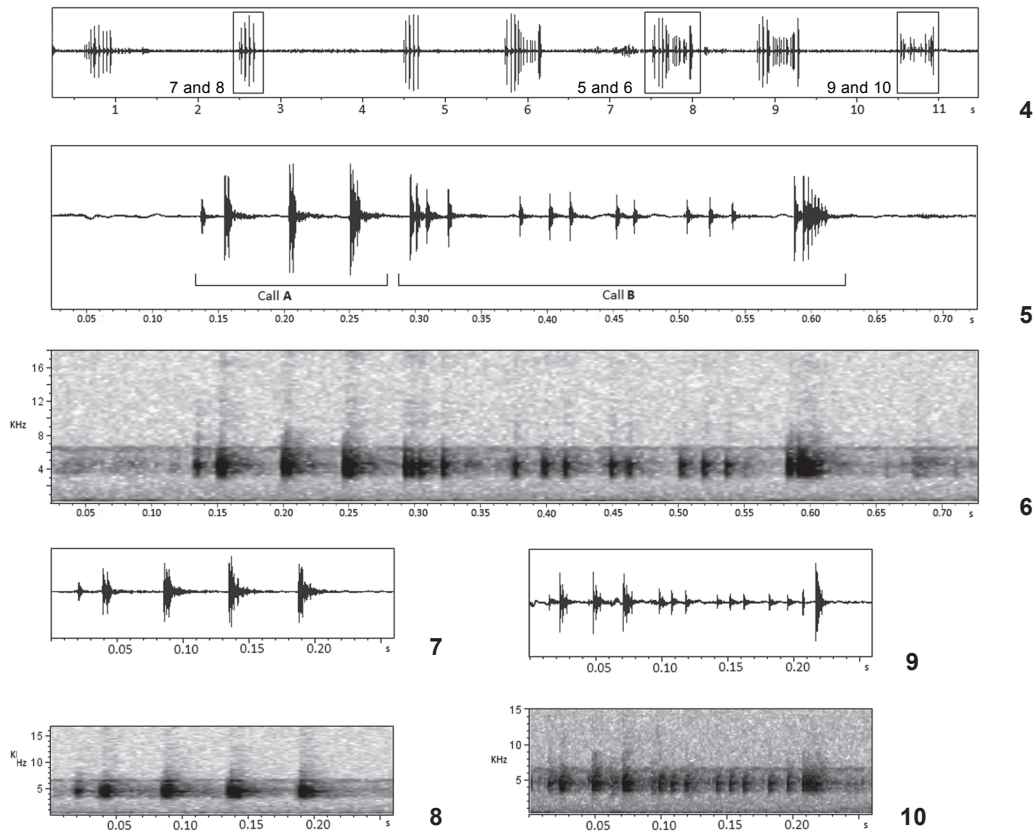 7 and 8 5 and 6 9 and 10
1 2 3 4 5 6 7 8 9 10 11 s 4
Call A Call B
0.05 0.10 0.15 0.20 0.25 0.30 0.35 0.40 0.45 0.50 0.55 0.60 0.65 0.70 s 5
16
12
KHz
8
4
0.05 0.10 0.15 0.20 0.25 0.30 0.35 0.40 0.45 0.50 0.55 0.60 0.65 0.70 s 6
0.05 0.10 0.15 0.20 s 7
0.05 0.10 0.15 0.20 s 9
15
10
Hz
5
0.05 0.10 0.15 0.20 s 8
15
10
KHz
5
0.05 0.10 0.15 0.20 s 10